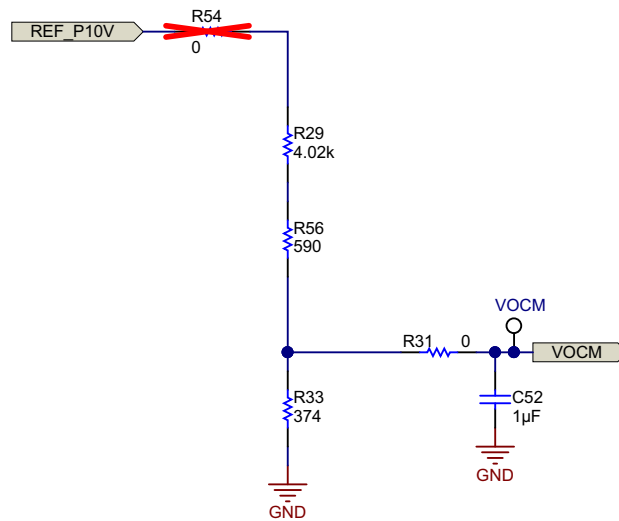 R54
REF_P10V
0
R29
4.02k
R56
590
VOCM
R31 0
VOCM
R33
374
C52
1µF
GND
GND